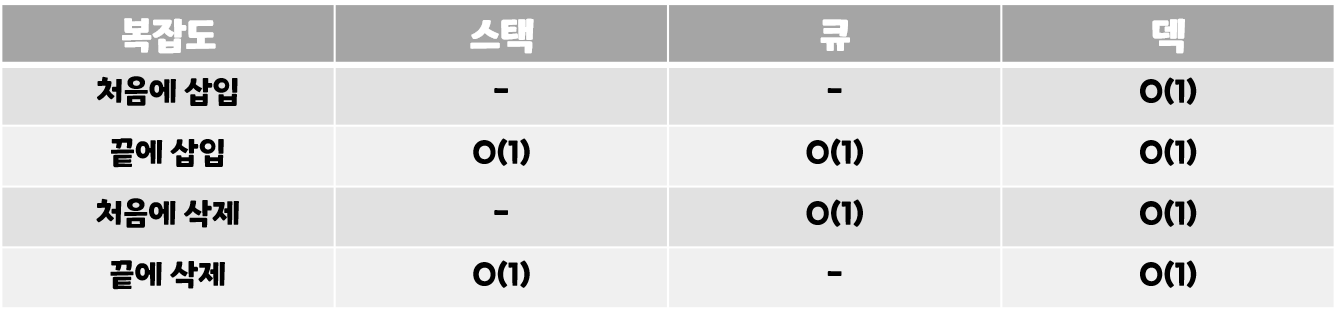 복잡도 스택 큐 덱
처음에 삽입 - - O(1)
끝에 삽입 O(1) O(1) O(1)
처음에 삭제 - O(1) O(1)
끝에 삭제 O(1) - O(1)